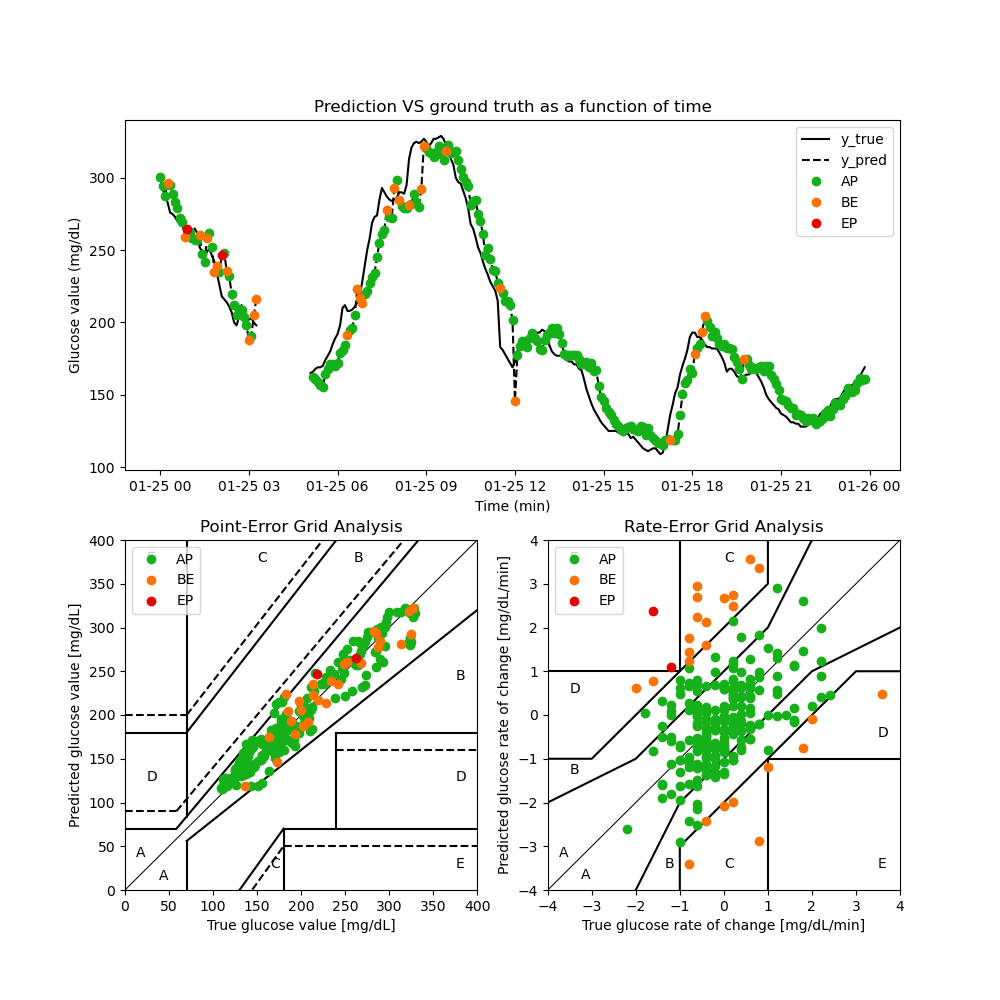 Prediction VS ground truth as a function of time
Glucose value (mg/dL)
300
250
200
150
100
y_true
y_pred
AP
BE
EP
01-25 00 01-25 03 01-25 06 01-25 09 01-25 12 01-25 15 01-25 18 01-25 21 01-26 00
Time (min)
Point-Error Grid Analysis
Predicted glucose value [mg/dL]
400
350
300
250
200
150
100
50
0
AP
BE
EP
C
B
B
D
D
A
A
C
E
0 50 100 150 200 250 300 350 400
True glucose value [mg/dL]
Rate-Error Grid Analysis
Predicted glucose rate of change [mg/dL/min]
4
3
2
1
0
−1
−2
−3
−4
AP
BE
EP
C
D
D
B
A
A
B
C
E
−4 −3 −2 −1 0 1 2 3 4
True glucose rate of change [mg/dL/min]